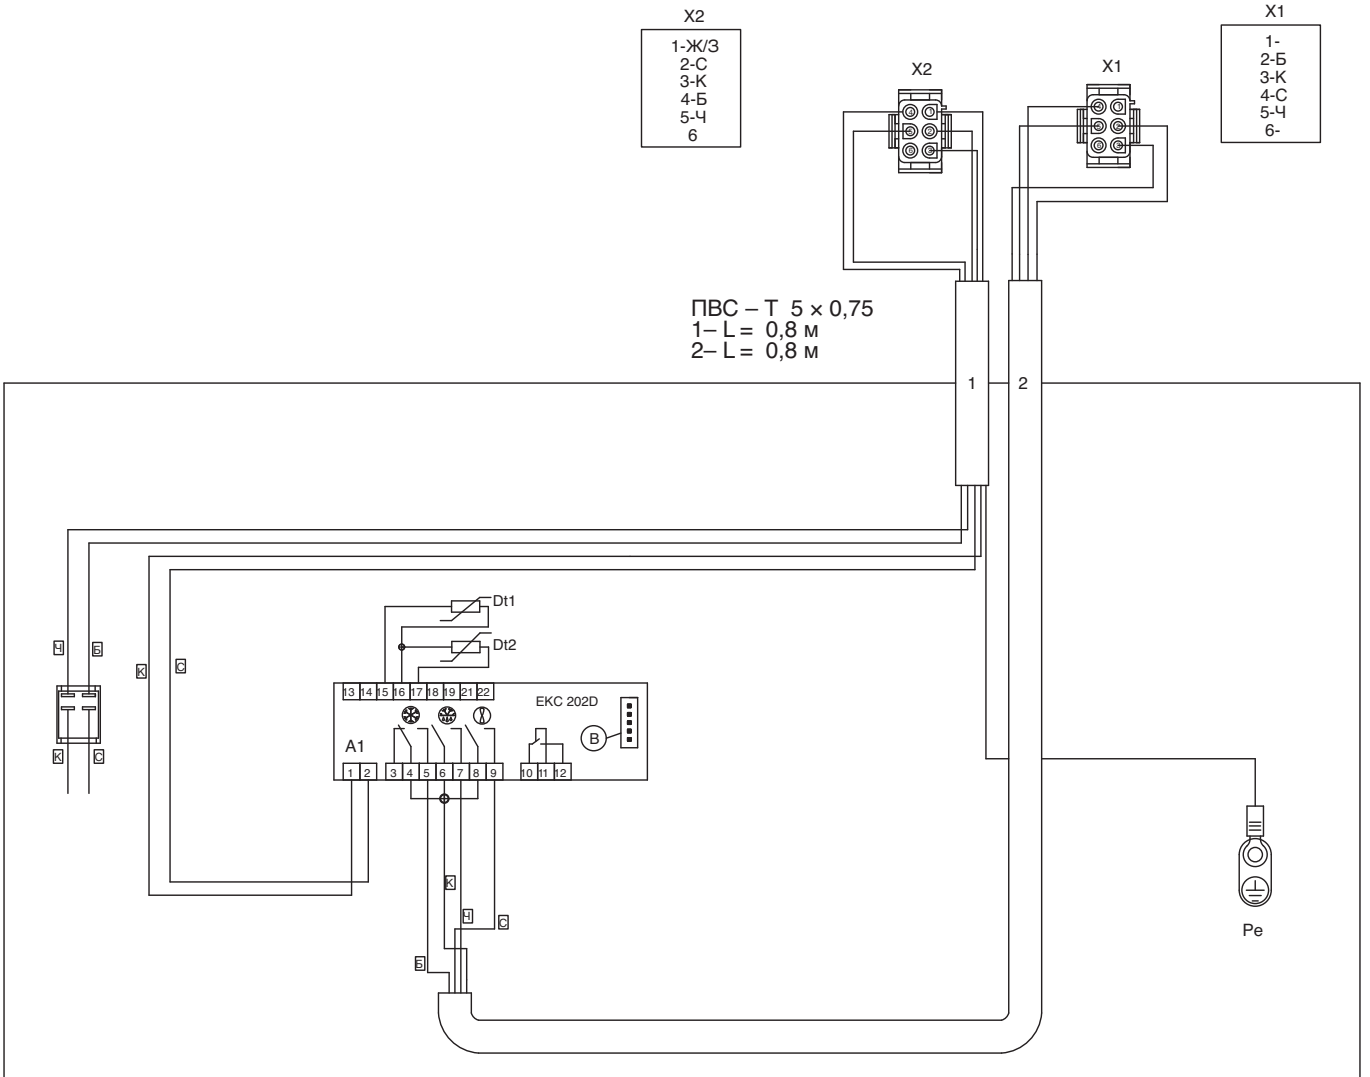 X2
1-Ж/З
2-С
3-К
4-Б
5-Ч
6
X1
1-
2-Б
3-К
4-С
5-Ч
6-
X2
X1
ПВС – Т 5 × 0,75
1– L = 0,8 м
2– L = 0,8 м
1
2
Dt1
Dt2
Ч
Б
К
С
К
С
13 14 15 16 17 18 19 21 22
EKC 202D
B
A1
1 2 3 4 5 6 7 8 9 10 11 12
К
Ч
С
Б
Pe